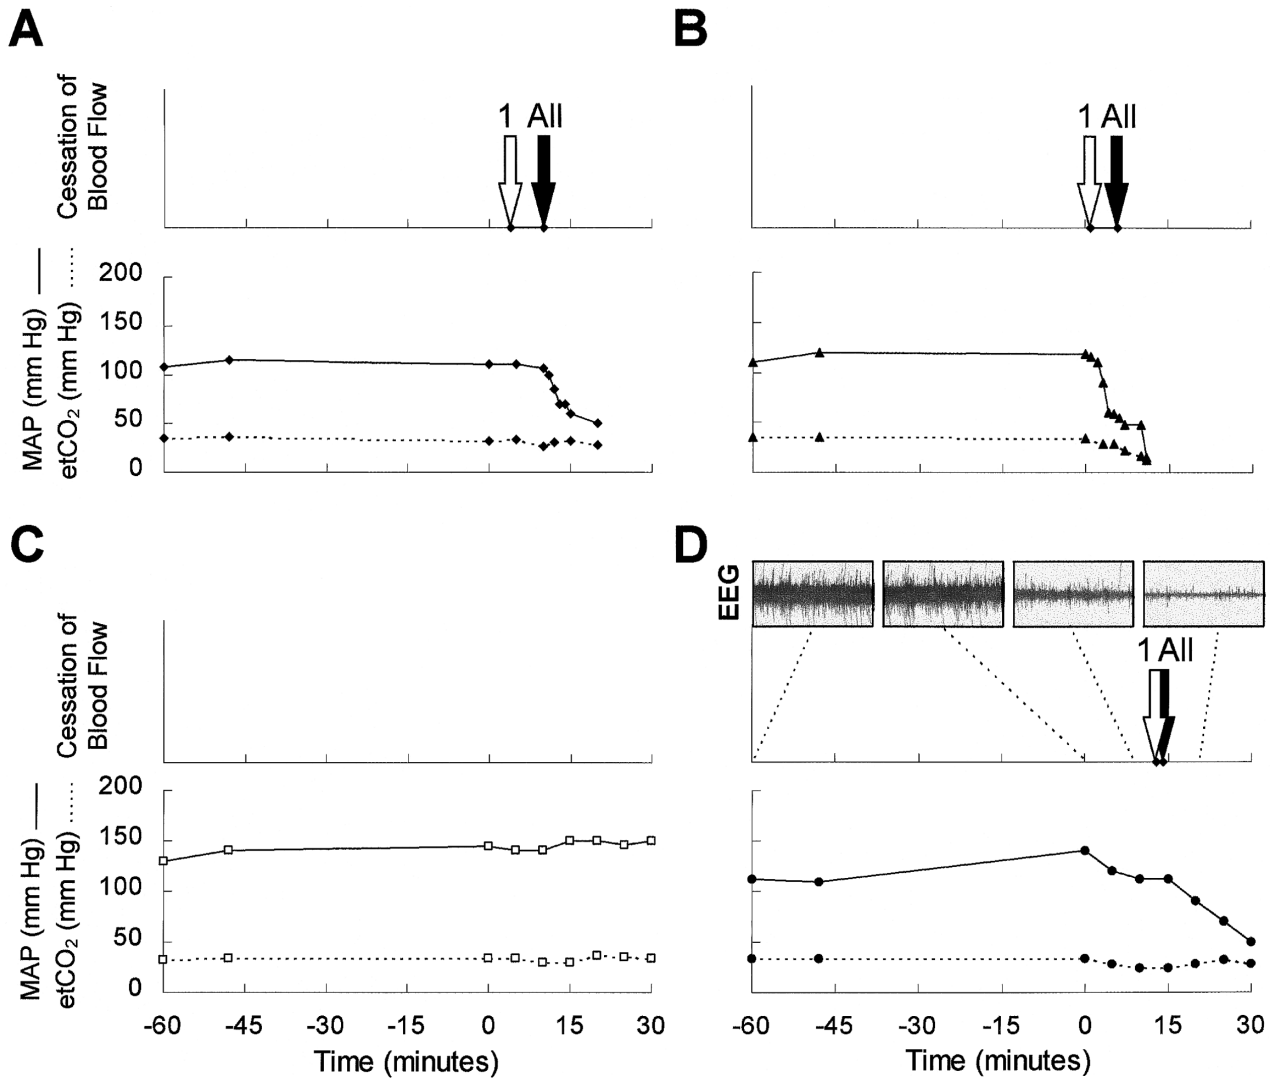 A
Cessation of
Blood Flow
1 All
MAP (mm Hg)
etCO₂ (mm Hg)
200
150
100
50
0
B
1 All
C
Cessation of
Blood Flow
MAP (mm Hg)
etCO₂ (mm Hg)
200
150
100
50
0
-60 -45 -30 -15 0 15 30
Time (minutes)
D
EEG
1 All
-60 -45 -30 -15 0 15 30
Time (minutes)